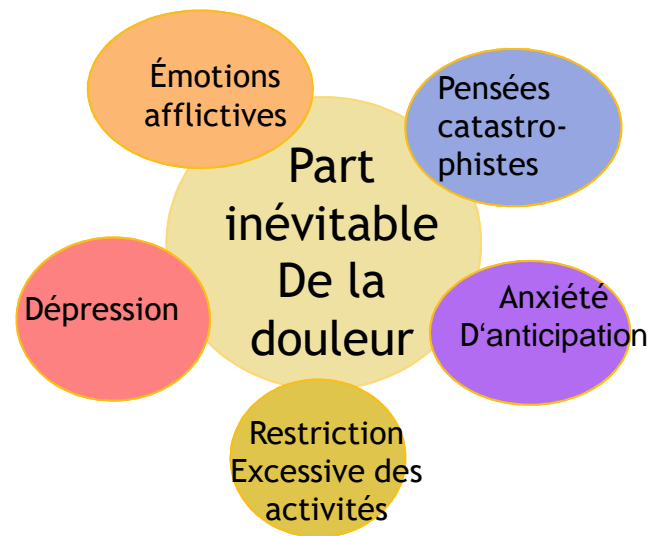 Émotions
afflictives
Pensées
catastro-
phistes
Part
inévitable
De la
douleur
Dépression
Anxiété
D‘anticipation
Restriction
Excessive des
activités